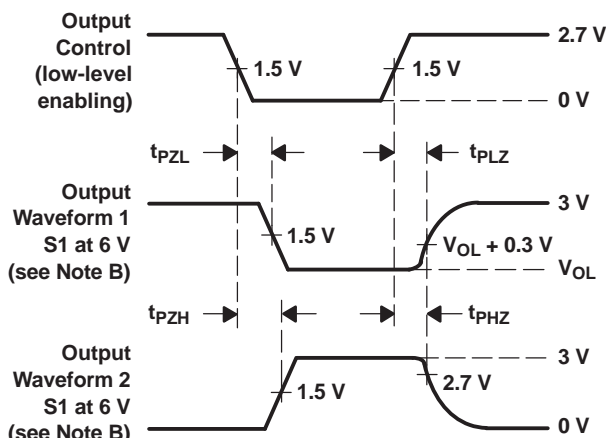 Output
Control
(low-level
enabling)
2.7 V
1.5 V
1.5 V
0 V
tPZL
tPLZ
Output
Waveform 1
S1 at 6 V
(see Note B)
3 V
1.5 V
VOL + 0.3 V
VOL
tPZH
tPHZ
Output
Waveform 2
S1 at 6 V
(see Note B)
3 V
1.5 V
2.7 V
0 V